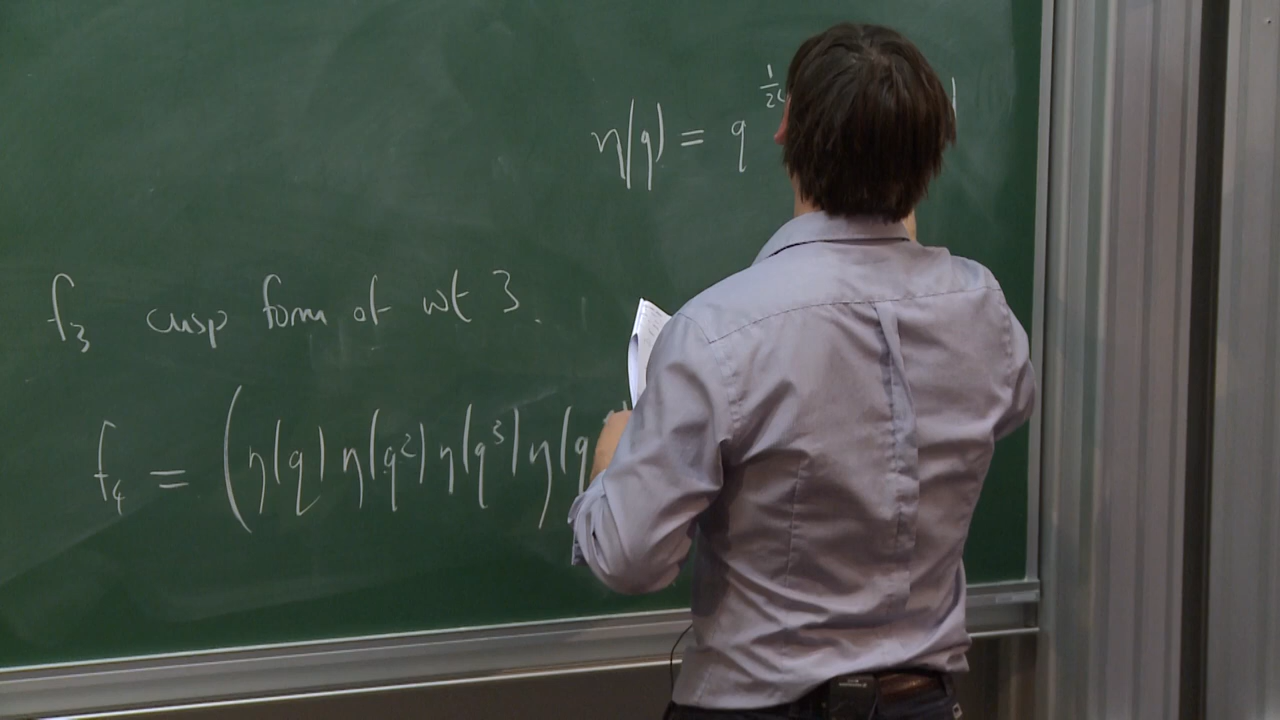 η(q) = q^{1/24}
f_3 cusp form of wt 3.
f_4 = (η(q) η(q^2) η(q^3) η(q